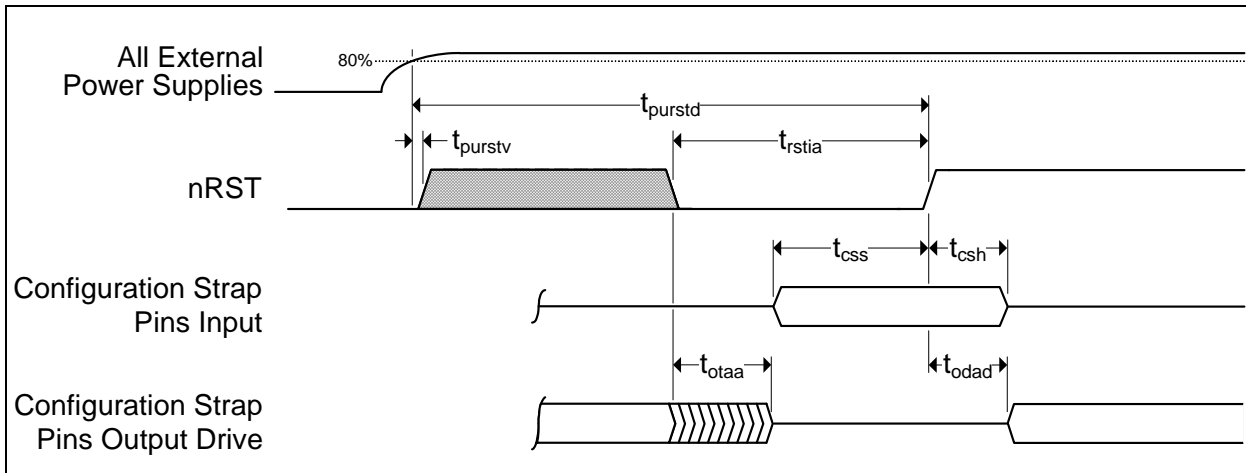 All External
Power Supplies
80%
tpurstd
tpurstv
trstia
nRST
tcss
tcsh
Configuration Strap
Pins Input
totaa
todad
Configuration Strap
Pins Output Drive